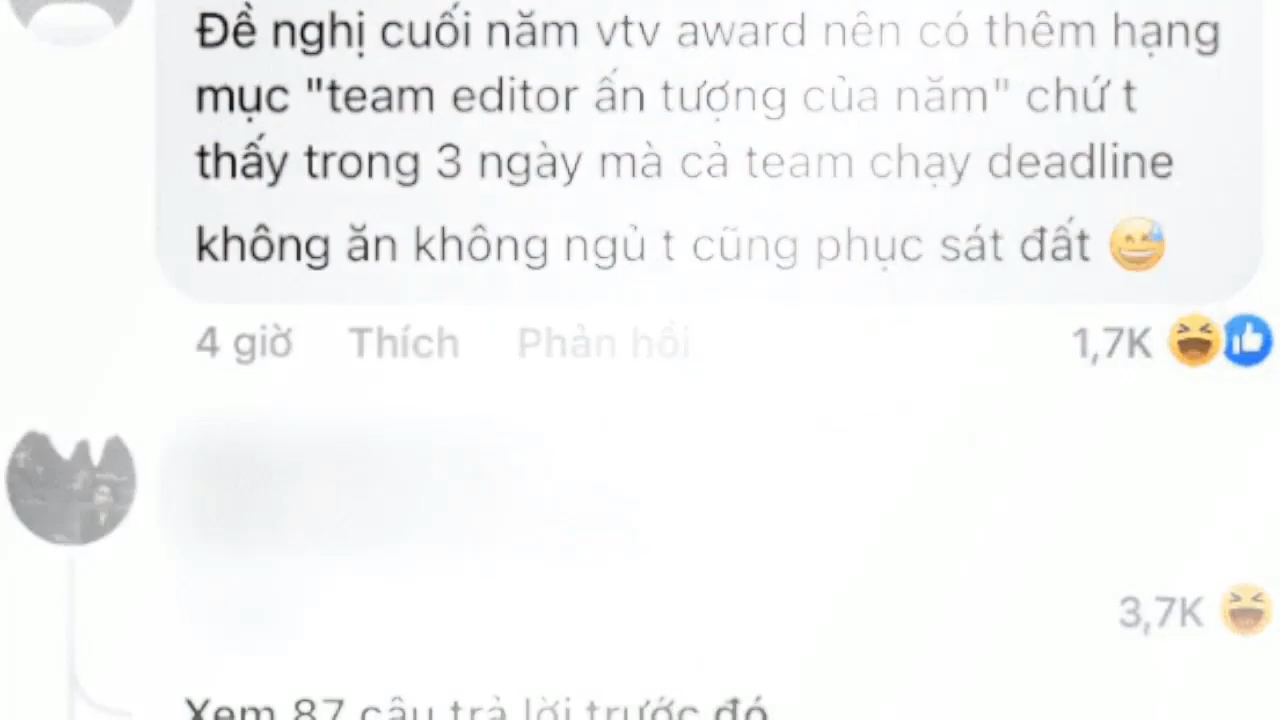 Đề nghị cuối năm vtv award nên có thêm hạng
mục "team editor ấn tượng của năm" chứ t
thấy trong 3 ngày mà cả team chạy deadline
không ăn không ngủ t cũng phục sát đất 😅
4 giờ Thích Phản hồi 1,7K
3,7K
Xem 87 câu trả lời trước đó